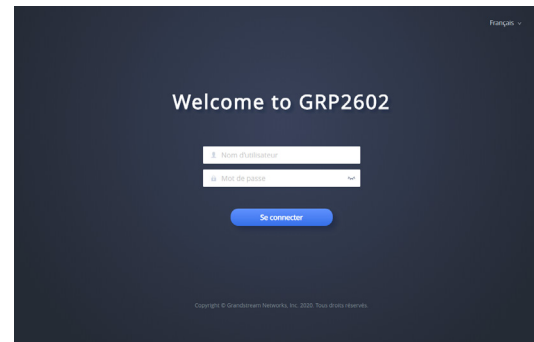 Français
Welcome to GRP2602
Nom d'utilisateur
Mot de passe
Se connecter
Copyright © Grandstream Networks, Inc. 2020. Tous droits réservés.